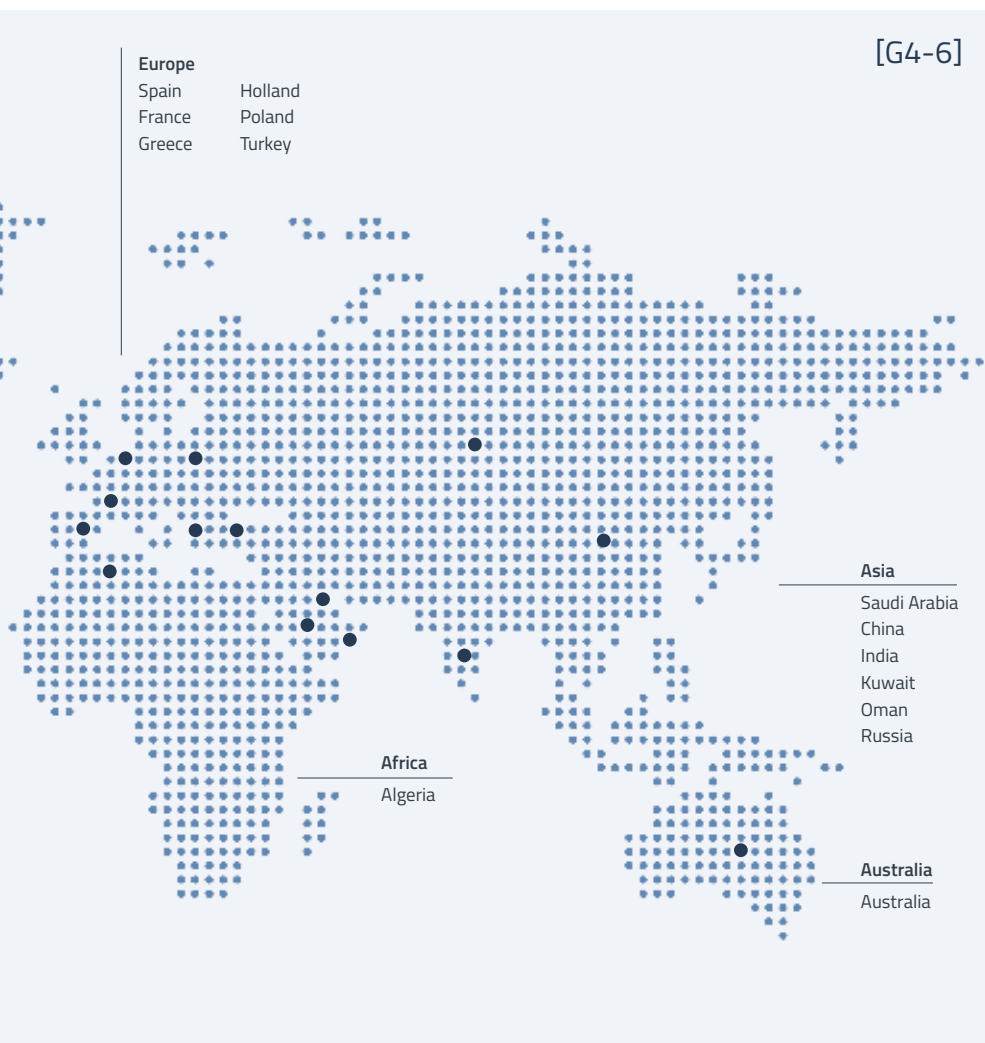 [G4-6]
Europe
Spain Holland
France Poland
Greece Turkey
Asia
Saudi Arabia
China
India
Kuwait
Oman
Russia
Africa
Algeria
Australia
Australia